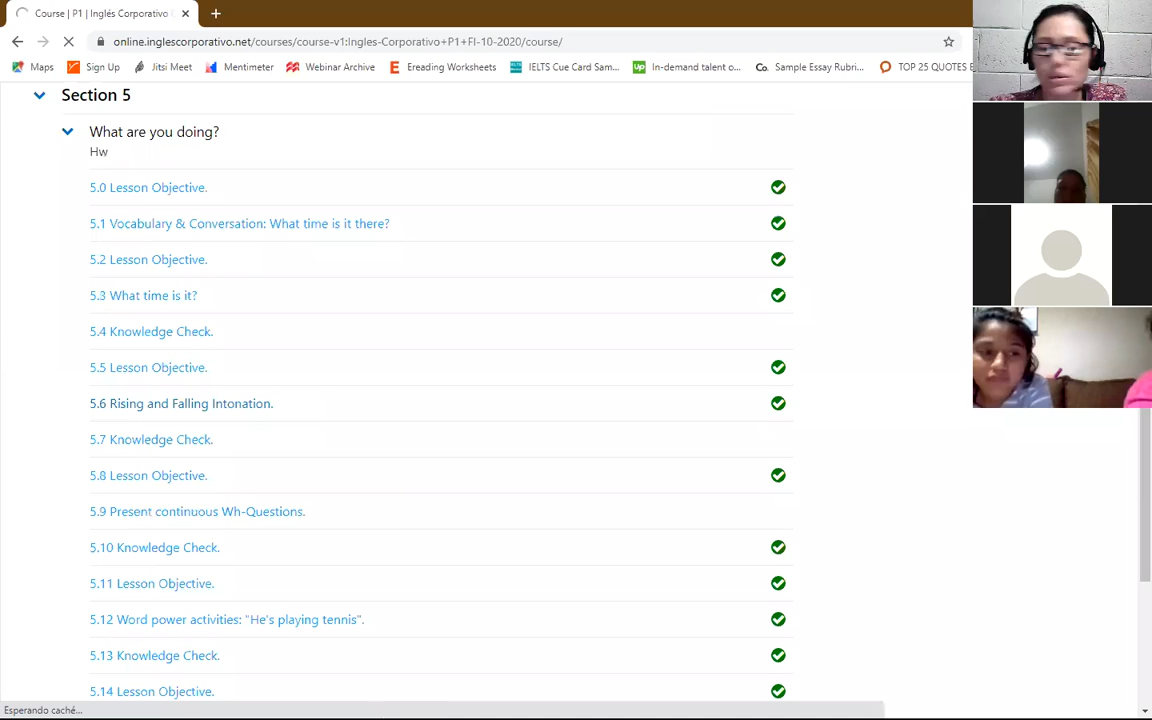 Course | P1 | Inglés Corporativo
online.inglescorporativo.net/courses/course-v1:Ingles-Corporativo+P1+FI-10-2020/course/
Maps Sign Up Jitsi Meet Mentimeter Webinar Archive Ereading Worksheets IELTS Cue Card Sam... In-demand talent o... Sample Essay Rubri... TOP 25 QUOTES
Section 5
What are you doing?
Hw
5.0 Lesson Objective.
5.1 Vocabulary & Conversation: What time is it there?
5.2 Lesson Objective.
5.3 What time is it?
5.4 Knowledge Check.
5.5 Lesson Objective.
5.6 Rising and Falling Intonation.
5.7 Knowledge Check.
5.8 Lesson Objective.
5.9 Present continuous Wh-Questions.
5.10 Knowledge Check.
5.11 Lesson Objective.
5.12 Word power activities: "He's playing tennis".
5.13 Knowledge Check.
5.14 Lesson Objective.
Esperando caché...